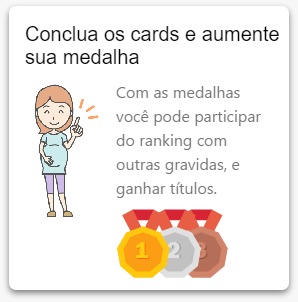 Conclua os cards e aumente
sua medalha
Com as medalhas
você pode participar
do ranking com
outras gravidas, e
ganhar títulos.
1 2 3